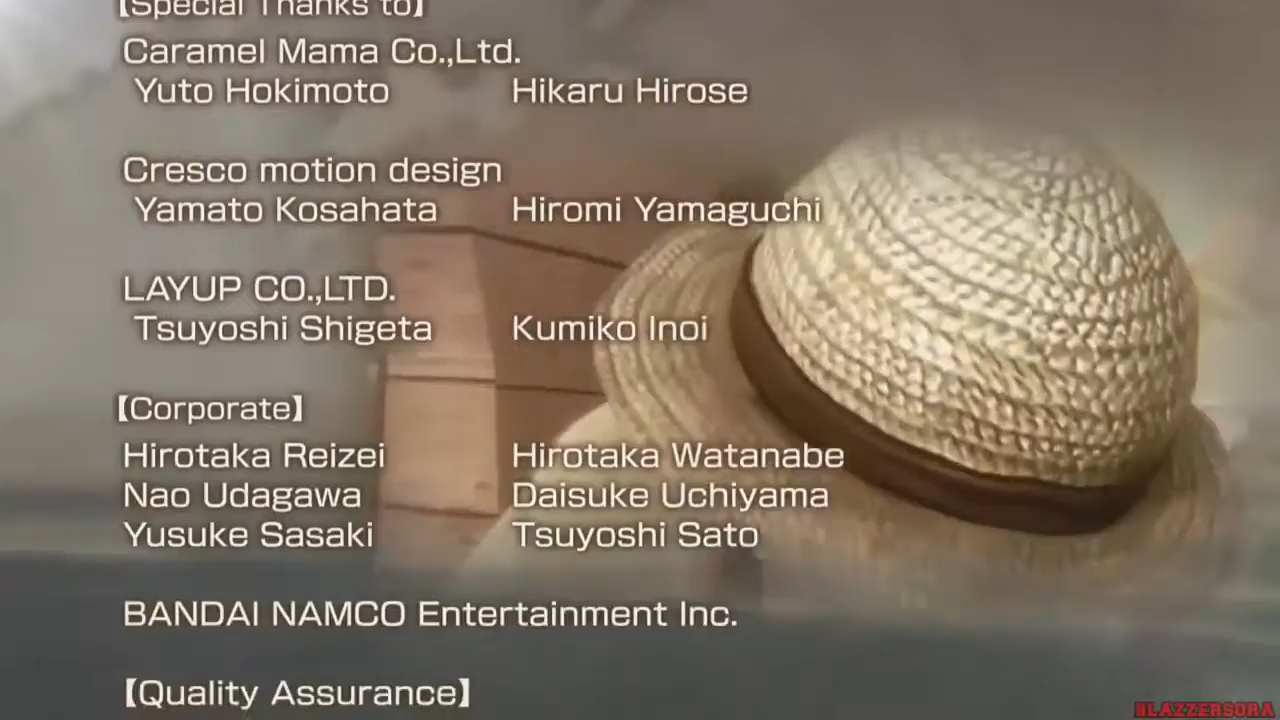 【Special Thanks to】
Caramel Mama Co.,Ltd.
Yuto Hokimoto Hikaru Hirose
Cresco motion design
Yamato Kosahata Hiromi Yamaguchi
LAYUP CO.,LTD.
Tsuyoshi Shigeta Kumiko Inoi
【Corporate】
Hirotaka Reizei Hirotaka Watanabe
Nao Udagawa Daisuke Uchiyama
Yusuke Sasaki Tsuyoshi Sato
BANDAI NAMCO Entertainment Inc.
【Quality Assurance】
BLAZZERSORA